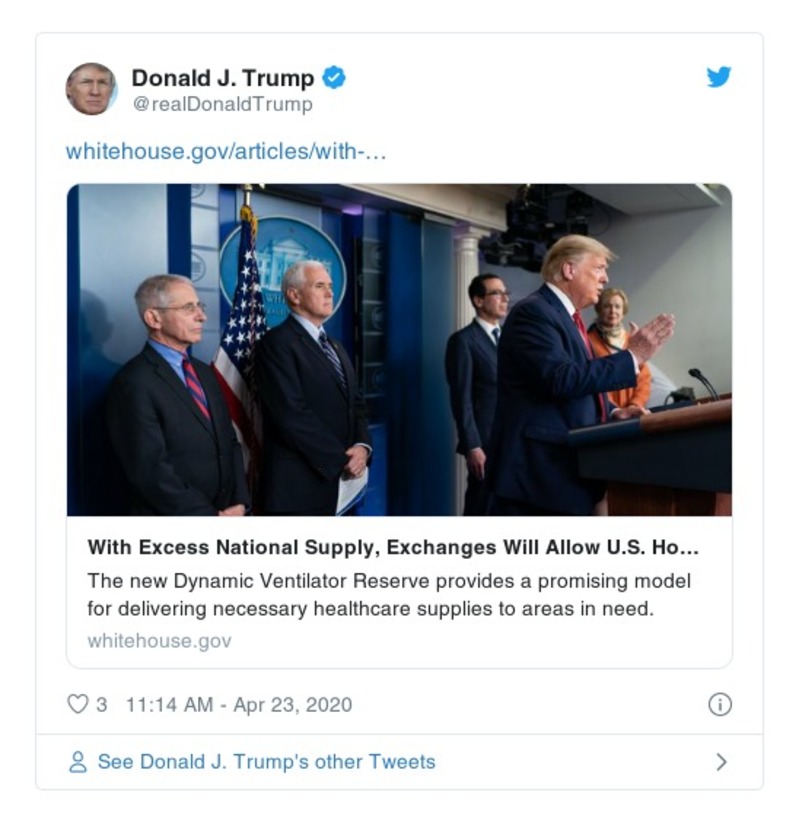 Donald J. Trump
@realDonaldTrump
whitehouse.gov/articles/with-…
With Excess National Supply, Exchanges Will Allow U.S. Ho…
The new Dynamic Ventilator Reserve provides a promising model
for delivering necessary healthcare supplies to areas in need.
whitehouse.gov
3 11:14 AM - Apr 23, 2020
See Donald J. Trump's other Tweets